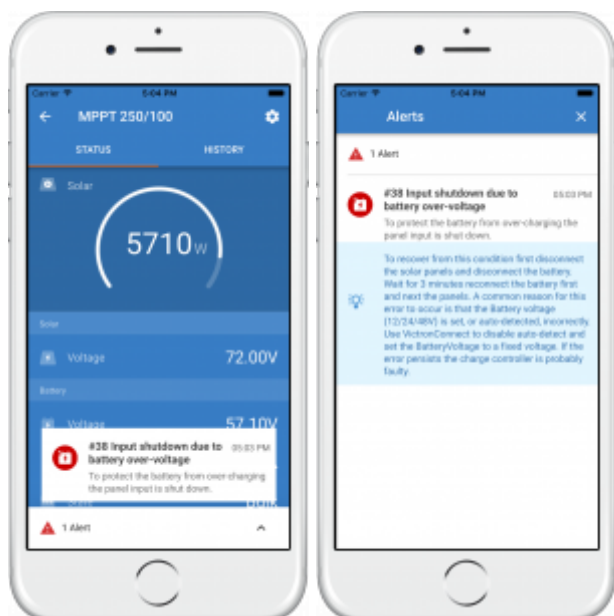 Carrier 5:04 PM
MPPT 250/100
STATUS HISTORY
Solar
5710W
Solar
Voltage 72.00V
Battery
Voltage 57.10V
#38 Input shutdown due to 05:03 PM
battery over-voltage
To protect the battery from over-charging
the panel input is shut down.
1 Alert
Carrier 5:04 PM
Alerts
1 Alert
#38 Input shutdown due to 05:03 PM
battery over-voltage
To protect the battery from over-charging the
panel input is shut down.
To recover from this condition first disconnect
the solar panels and disconnect the battery.
Wait for 3 minutes reconnect the battery first
and next the panels. A common reason for this
error to occur is that the Battery voltage
(12/24/48V) is set, or auto-detected, incorrectly.
Use VictronConnect to disable auto-detect and
set the BatteryVoltage to a fixed voltage. If the
error persists the charge controller is probably
faulty.